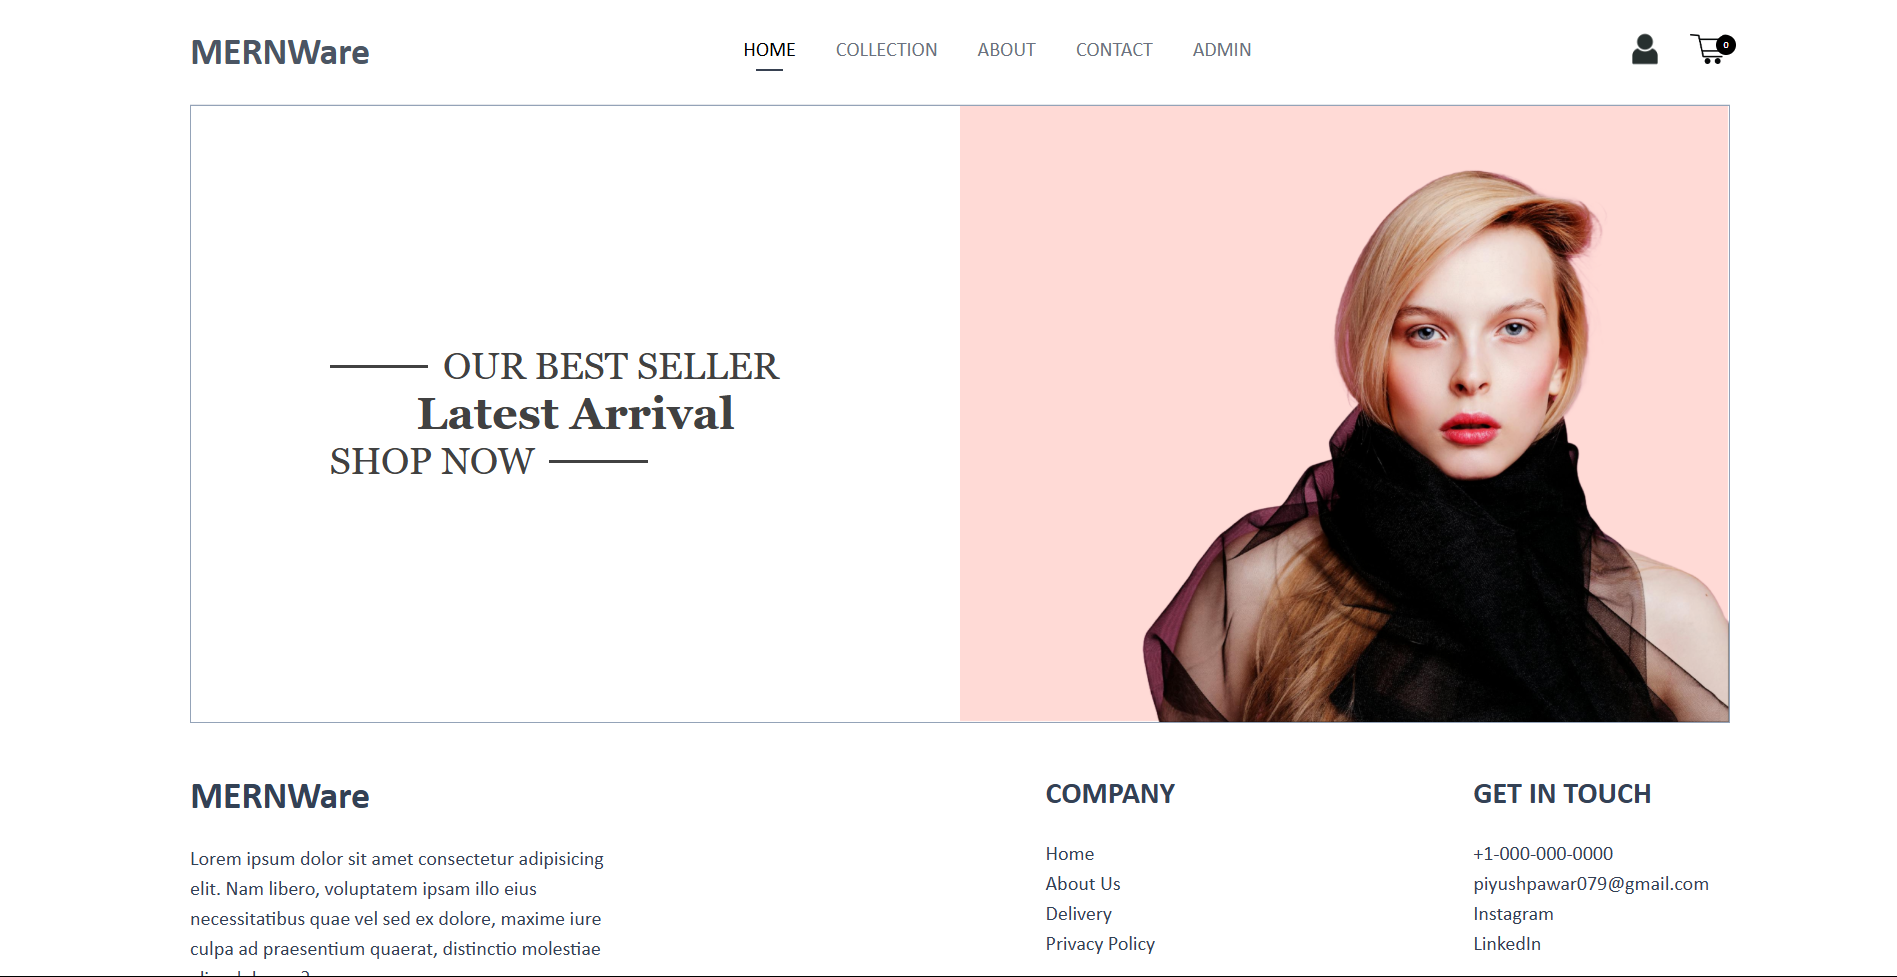 MERNWare
HOME COLLECTION ABOUT CONTACT ADMIN
0
OUR BEST SELLER
Latest Arrival
SHOP NOW
MERNWare
Lorem ipsum dolor sit amet consectetur adipisicing
elit. Nam libero, voluptatem ipsam illo eius
necessitatibus quae vel sed ex dolore, maxime iure
culpa ad praesentium quaerat, distinctio molestiae
COMPANY
Home
About Us
Delivery
Privacy Policy
GET IN TOUCH
+1-000-000-0000
piyushpawar079@gmail.com
Instagram
LinkedIn